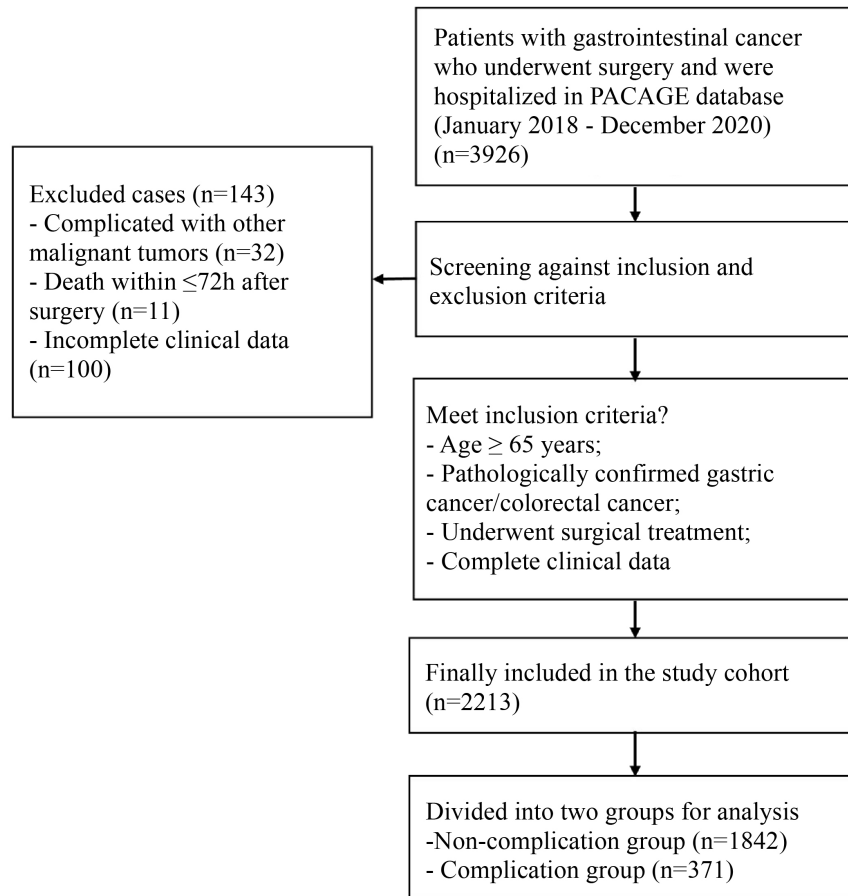 Patients with gastrointestinal cancer
who underwent surgery and were
hospitalized in PACAGE database
(January 2018 - December 2020)
(n=3926)
Excluded cases (n=143)
- Complicated with other
malignant tumors (n=32)
- Death within ≤72h after
surgery (n=11)
- Incomplete clinical data
(n=100)
Screening against inclusion and
exclusion criteria
Meet inclusion criteria?
- Age ≥ 65 years;
- Pathologically confirmed gastric
cancer/colorectal cancer;
- Underwent surgical treatment;
- Complete clinical data
Finally included in the study cohort
(n=2213)
Divided into two groups for analysis
-Non-complication group (n=1842)
- Complication group (n=371)